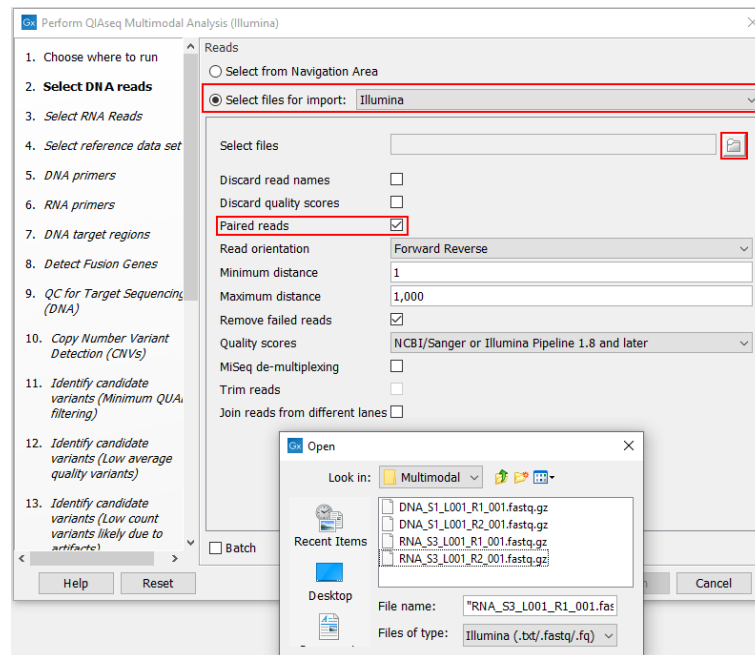 Gx Perform QIAseq Multimodal Analysis (Illumina)
1. Choose where to run
2. Select DNA reads
3. Select RNA Reads
4. Select reference data set
5. DNA primers
6. RNA primers
7. DNA target regions
8. Detect Fusion Genes
9. QC for Target Sequencing
(DNA)
10. Copy Number Variant
Detection (CNVs)
11. Identify candidate
variants (Minimum QUAL
filtering)
12. Identify candidate
variants (Low average
quality variants)
13. Identify candidate
variants (Low count
variants likely due to
artifacts)
Reads
Select from Navigation Area
Select files for import: Illumina
Select files
Discard read names
Discard quality scores
Paired reads
Read orientation Forward Reverse
Minimum distance 1
Maximum distance 1,000
Remove failed reads
Quality scores NCBI/Sanger or Illumina Pipeline 1.8 and later
MiSeq de-multiplexing
Trim reads
Join reads from different lanes
Batch
Help Reset Cancel
Gx Open
Look in: Multimodal
Recent Items
Desktop
DNA_S1_L001_R1_001.fastq.gz
DNA_S1_L001_R2_001.fastq.gz
RNA_S3_L001_R1_001.fastq.gz
RNA_S3_L001_R2_001.fastq.gz
File name: "RNA_S3_L001_R1_001.fas
Files of type: Illumina (.txt/.fastq/.fq)